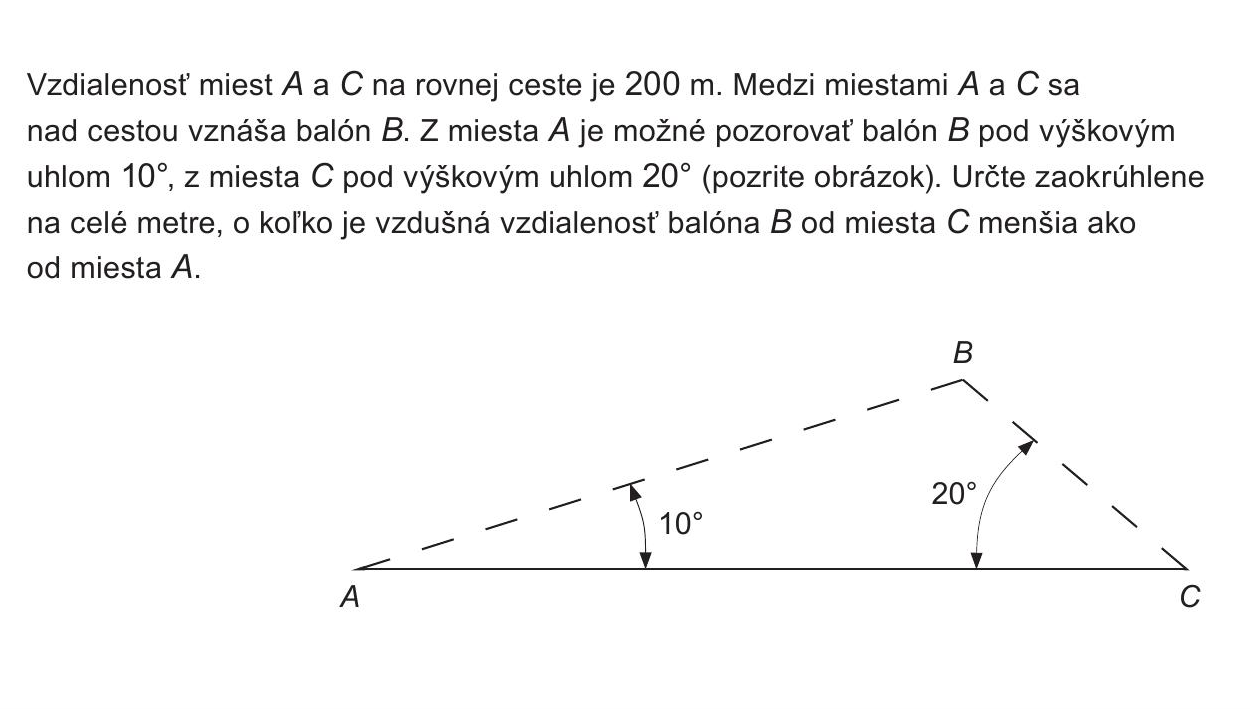 Vzdialenosť miest A a C na rovnej ceste je 200 m. Medzi miestami A a C sa
nad cestou vznáša balón B. Z miesta A je možné pozorovať balón B pod výškovým
uhlom 10°, z miesta C pod výškovým uhlom 20° (pozrite obrázok). Určte zaokrúhlene
na celé metre, o koľko je vzdušná vzdialenosť balóna B od miesta C menšia ako
od miesta A.
B
20°
10°
A
C